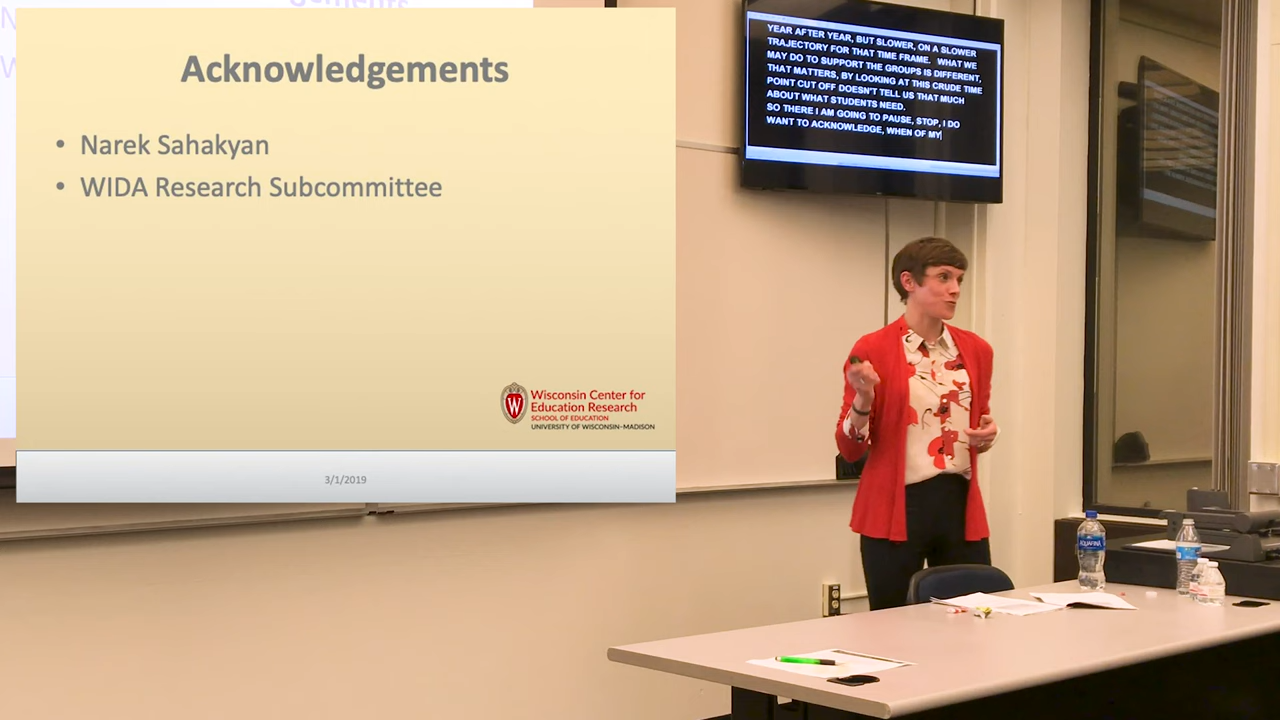 gements
N
W
Acknowledgements
• Narek Sahakyan
• WIDA Research Subcommittee
W
Wisconsin Center for
Education Research
SCHOOL OF EDUCATION
UNIVERSITY OF WISCONSIN–MADISON
3/1/2019
YEAR AFTER YEAR, BUT SLOWER, ON A SLOWER
TRAJECTORY FOR THAT TIME FRAME. WHAT WE
MAY DO TO SUPPORT THE GROUPS IS DIFFERENT,
THAT MATTERS, BY LOOKING AT THIS CRUDE TIME
POINT CUT OFF DOESN'T TELL US THAT MUCH
ABOUT WHAT STUDENTS NEED.
SO THERE I AM GOING TO PAUSE, STOP, I DO
WANT TO ACKNOWLEDGE, WHEN OF MY
AQUAFINA